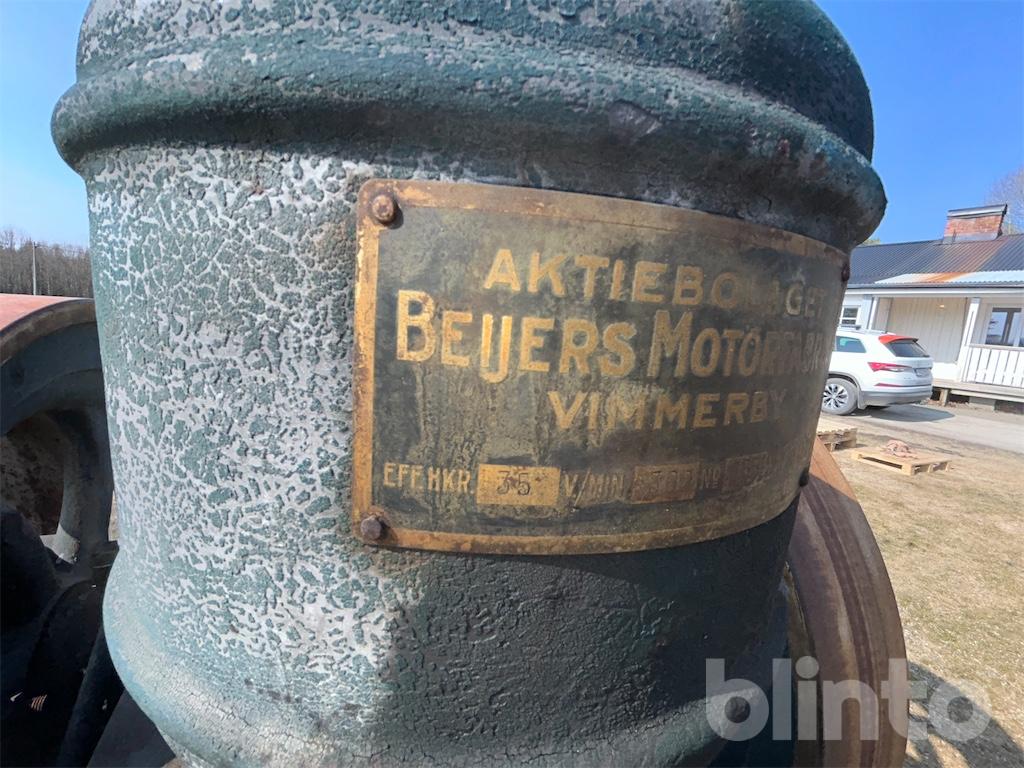 AKTIEBOLAGET
BEIJERS MOTORFABRIK
VIMMERBY
EFF.HKR. 35 V/MIN. No
blinto